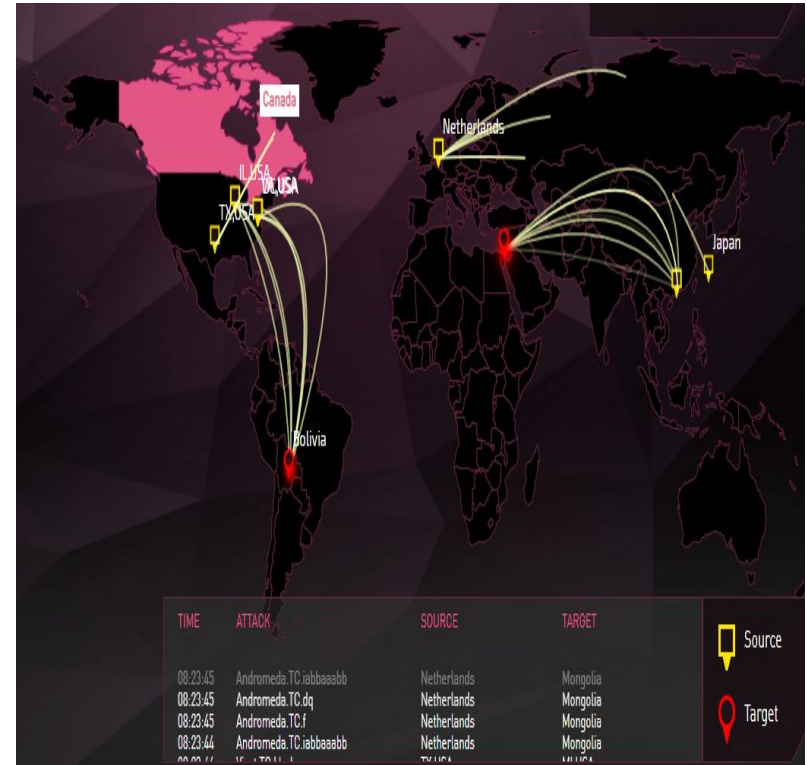 Canada
Netherlands
IL,USA
USA
TX,USA
Japan
Bolivia
TIME ATTACK SOURCE TARGET
08:23:45 Andromeda.TC.iabbaaabb Netherlands Mongolia
08:23:45 Andromeda.TC.dq Netherlands Mongolia
08:23:45 Andromeda.TC.f Netherlands Mongolia
08:23:44 Andromeda.TC.iabbaaabb Netherlands Mongolia
Source
Target